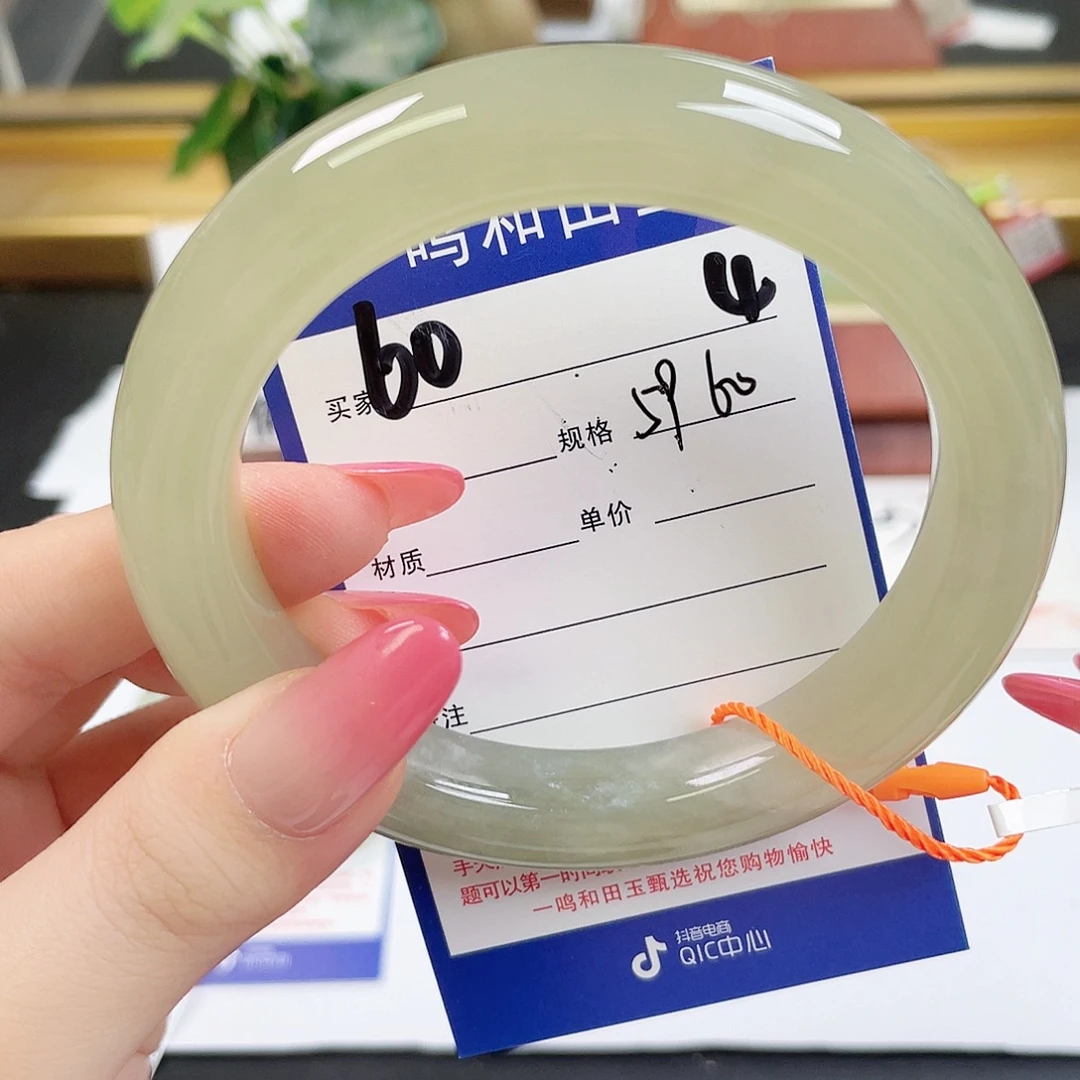 鸣和田玉
60 4
买家
规格 59 60
单价
材质
注
题可以第一时间
一鸣和田玉甄选祝您购物愉快
抖音电商
QIC中心